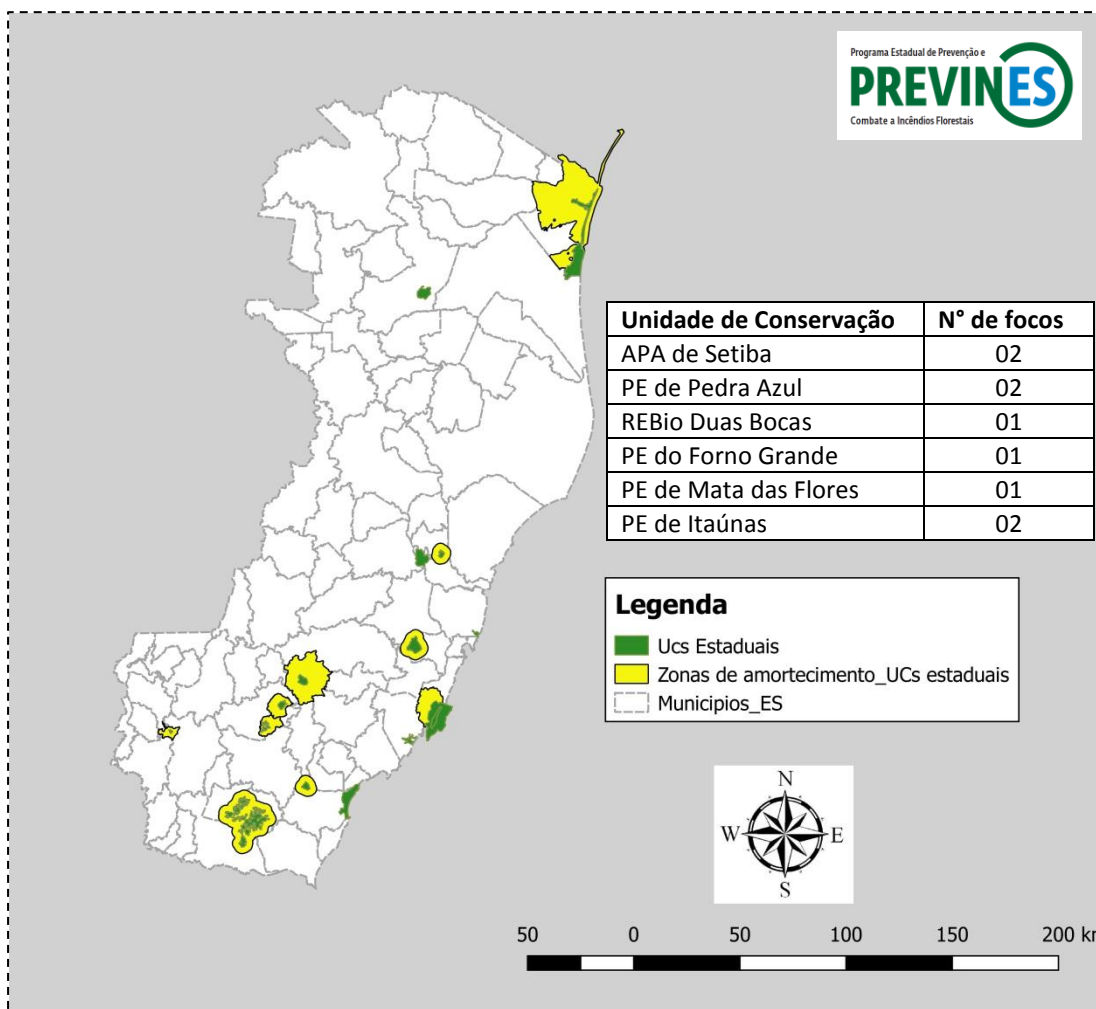 Programa Estadual de Prevenção e
PREVINES
Combate a Incêndios Florestais
Unidade de Conservação N° de focos
APA de Setiba 02
PE de Pedra Azul 02
REBio Duas Bocas 01
PE do Forno Grande 01
PE de Mata das Flores 01
PE de Itaúnas 02
Legenda
Ucs Estaduais
Zonas de amortecimento_UCs estaduais
Municipios_ES
N
W E
S
50 0 50 100 150 200 km